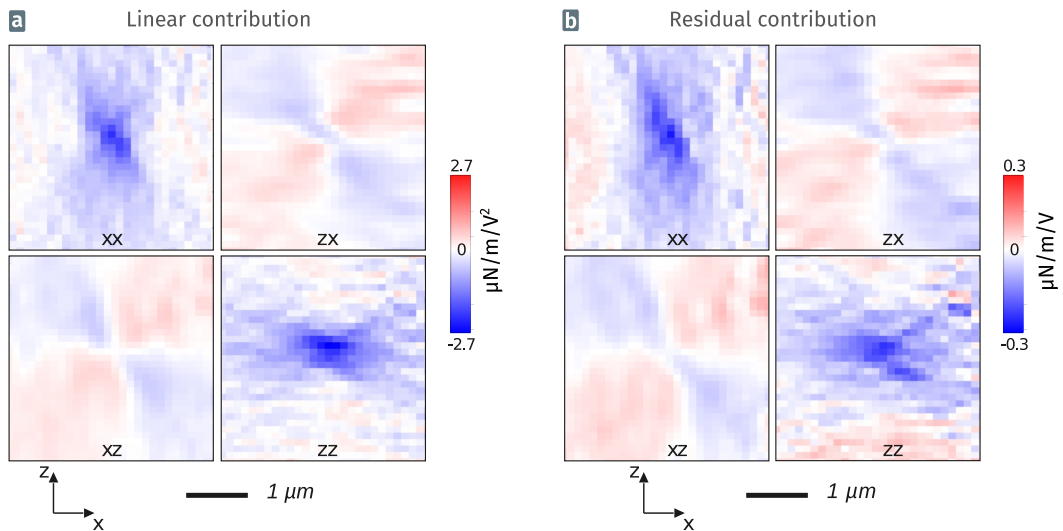 a Linear contribution
b Residual contribution
xx
zx
xx
zx
2.7
0
-2.7
μN/m/V²
0.3
0
-0.3
μN/m/V
xz
zz
xz
zz
z
x
1 μm
z
x
1 μm